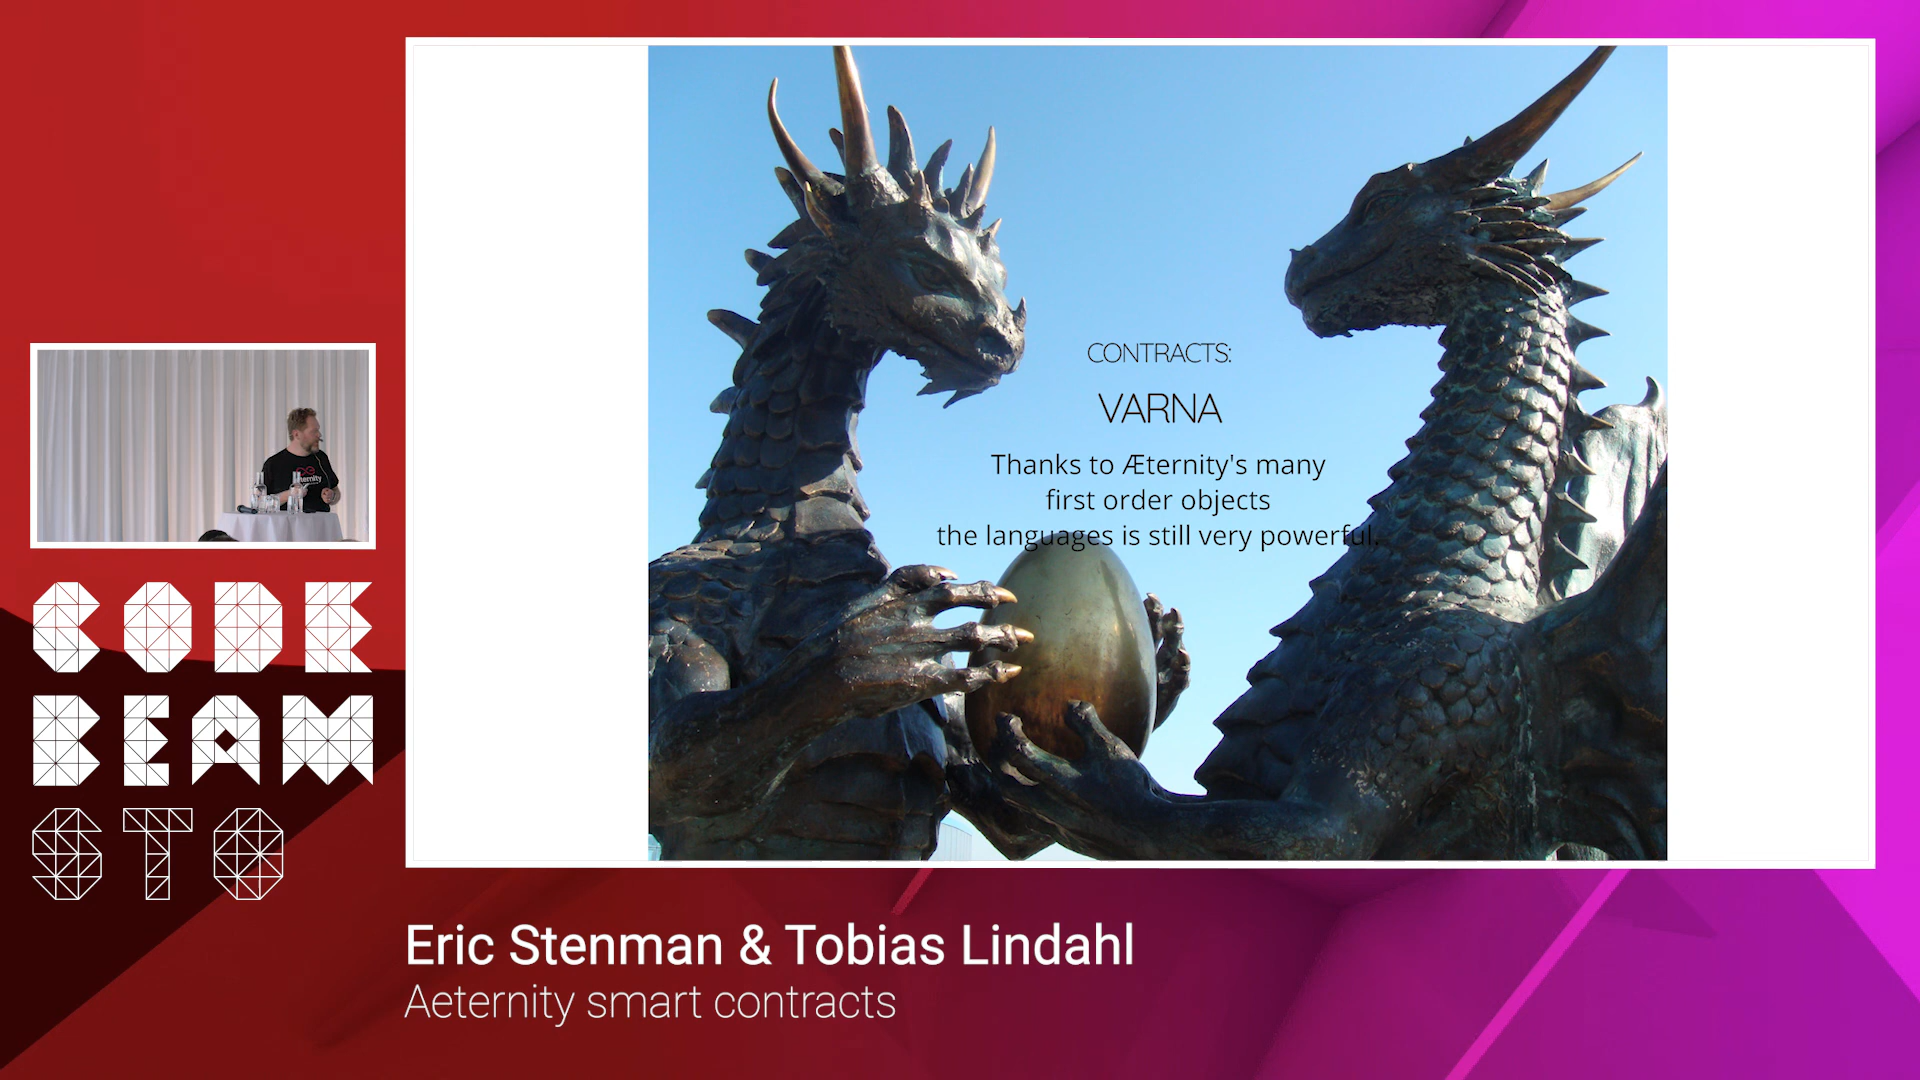 CONTRACTS:
VARNA
Thanks to Æternity's many
first order objects
the languages is still very powerful.
ternity
CODE
BEAM
STO
Eric Stenman & Tobias Lindahl
Aeternity smart contracts